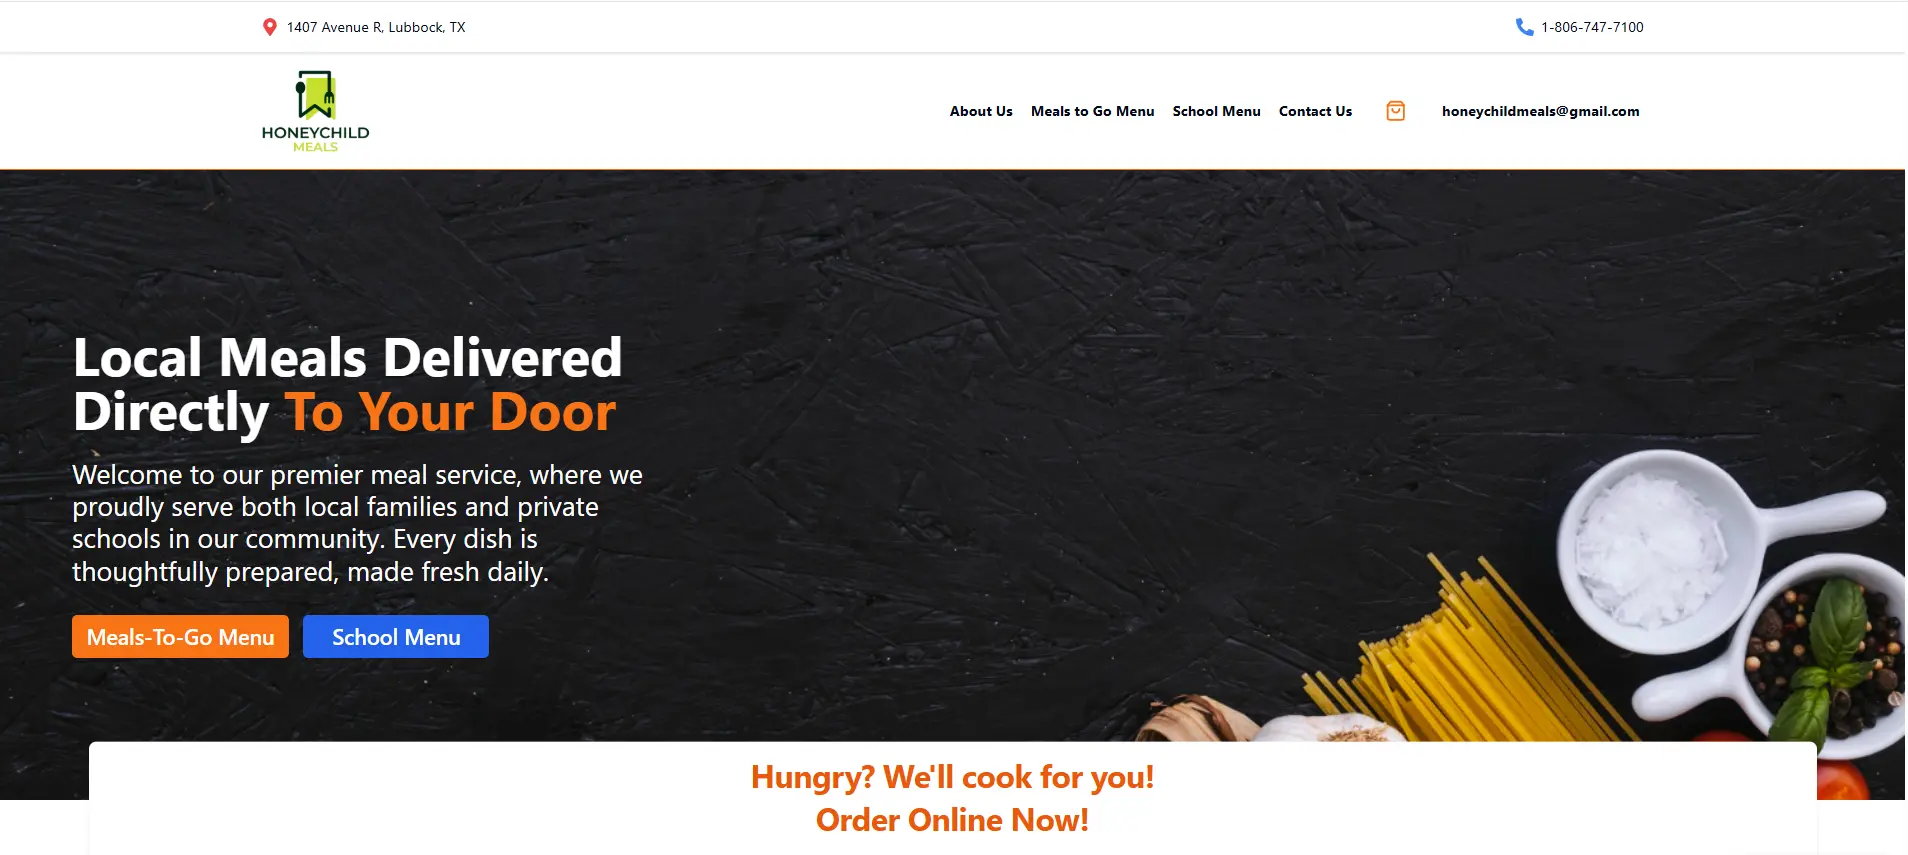 1407 Avenue R, Lubbock, TX
1-806-747-7100
HONEYCHILD
MEALS
About Us
Meals to Go Menu
School Menu
Contact Us
honeychildmeals@gmail.com
Local Meals Delivered
Directly To Your Door
Welcome to our premier meal service, where we
proudly serve both local families and private
schools in our community. Every dish is
thoughtfully prepared, made fresh daily.
Meals-To-Go Menu
School Menu
Hungry? We'll cook for you!
Order Online Now!